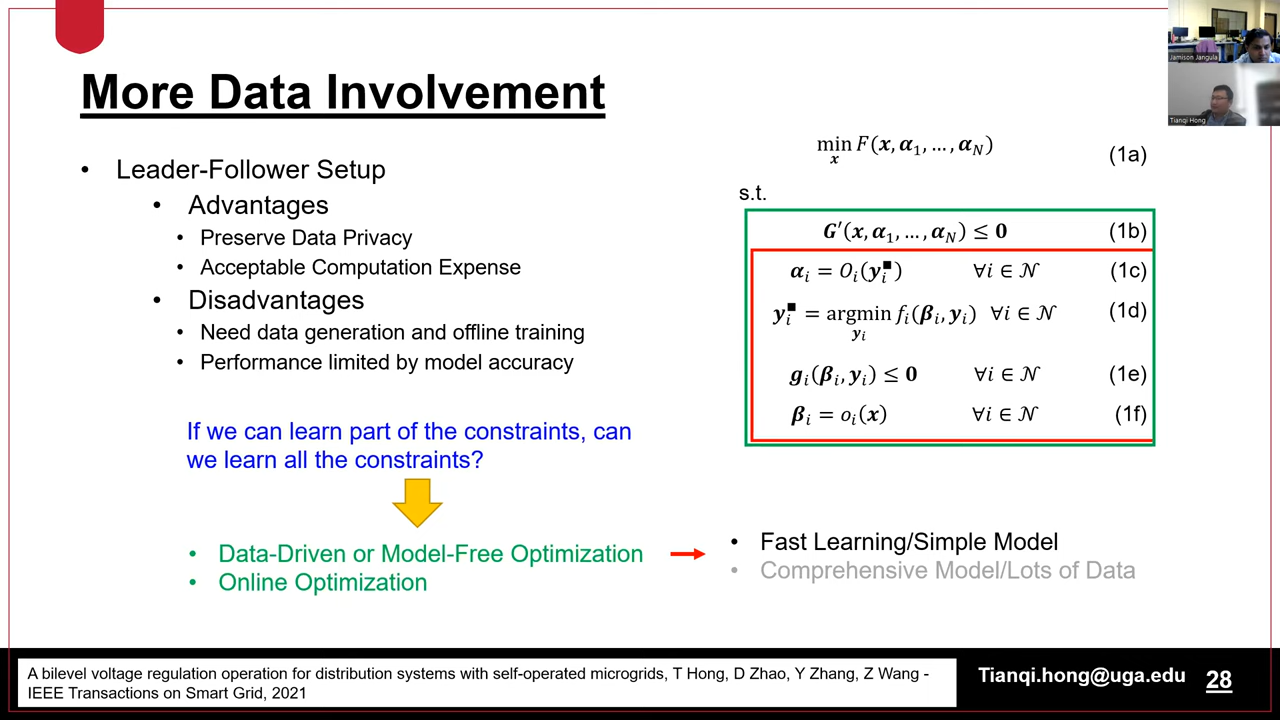 More Data Involvement
• Leader-Follower Setup
• Advantages
• Preserve Data Privacy
• Acceptable Computation Expense
• Disadvantages
• Need data generation and offline training
• Performance limited by model accuracy
If we can learn part of the constraints, can
we learn all the constraints?
• Data-Driven or Model-Free Optimization
• Online Optimization
min F(x, α₁, …, α_N) (1a)
x
s.t.
G′(x, α₁, …, α_N) ≤ 0 (1b)
αᵢ = Oᵢ(yᵢ■) ∀i ∈ 𝒩 (1c)
yᵢ■ = argmin fᵢ(βᵢ, yᵢ) ∀i ∈ 𝒩 (1d)
yᵢ
gᵢ(βᵢ, yᵢ) ≤ 0 ∀i ∈ 𝒩 (1e)
βᵢ = oᵢ(x) ∀i ∈ 𝒩 (1f)
• Fast Learning/Simple Model
• Comprehensive Model/Lots of Data
Jamison Jangula
Tianqi Hong
A bilevel voltage regulation operation for distribution systems with self-operated microgrids, T Hong, D Zhao, Y Zhang, Z Wang -
IEEE Transactions on Smart Grid, 2021
Tianqi.hong@uga.edu 28